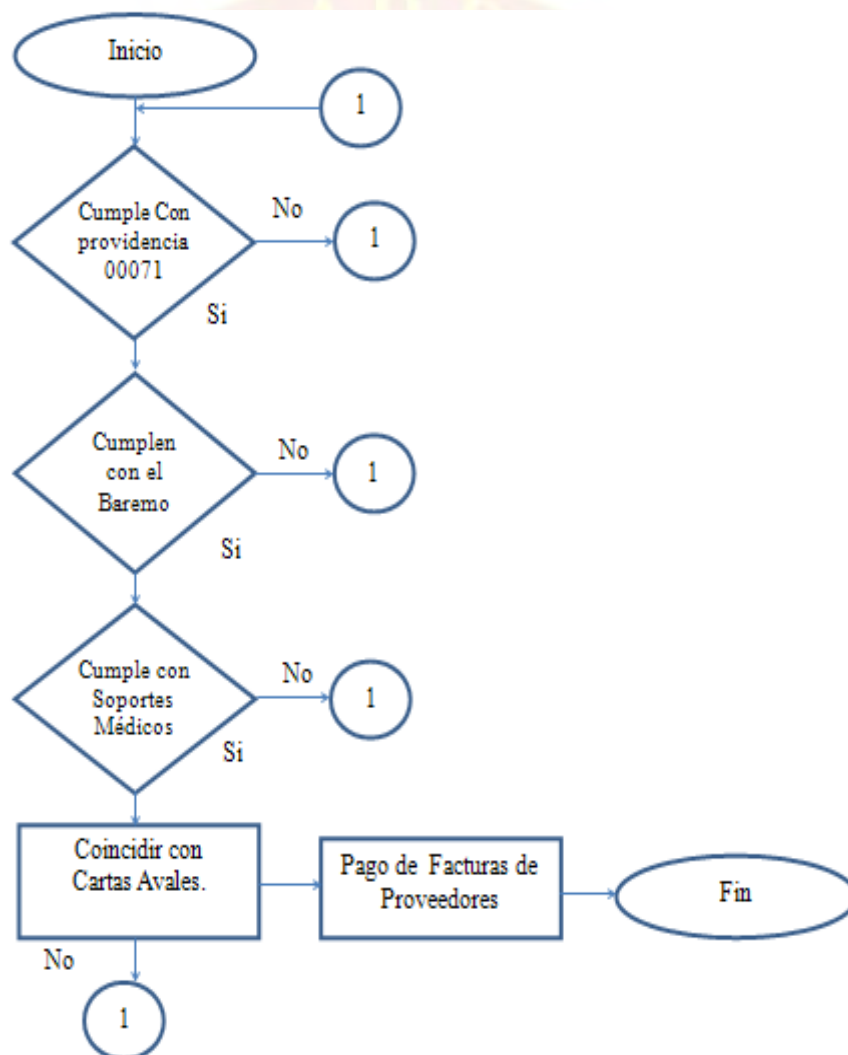 Inicio
1
Cumple Con
providencia
00071
No
1
Si
Cumplen
con el
Baremo
No
1
Si
Cumple con
Soportes
Médicos
No
1
Si
Coincidir con
Cartas Avales.
Pago de Facturas de
Proveedores
Fin
No
1